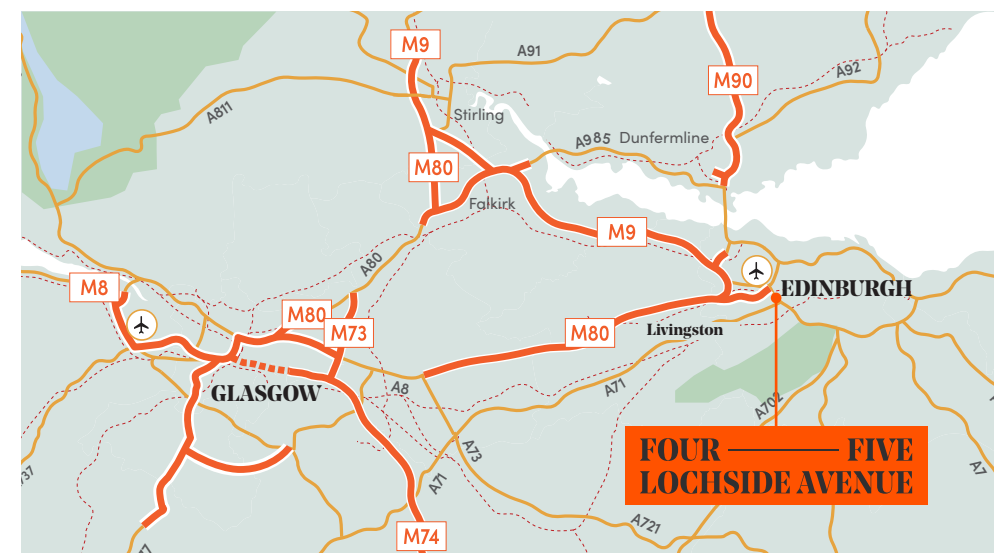 M9
A91
M90
A92
A811
Stirling
A985
Dunfermline
M80
Falkirk
M9
A80
M8
EDINBURGH
M80
M73
M80
Livingston
GLASGOW
A8
A71
A702
FOUR FIVE
LOCHSIDE AVENUE
A73
A71
A7
A721
M74